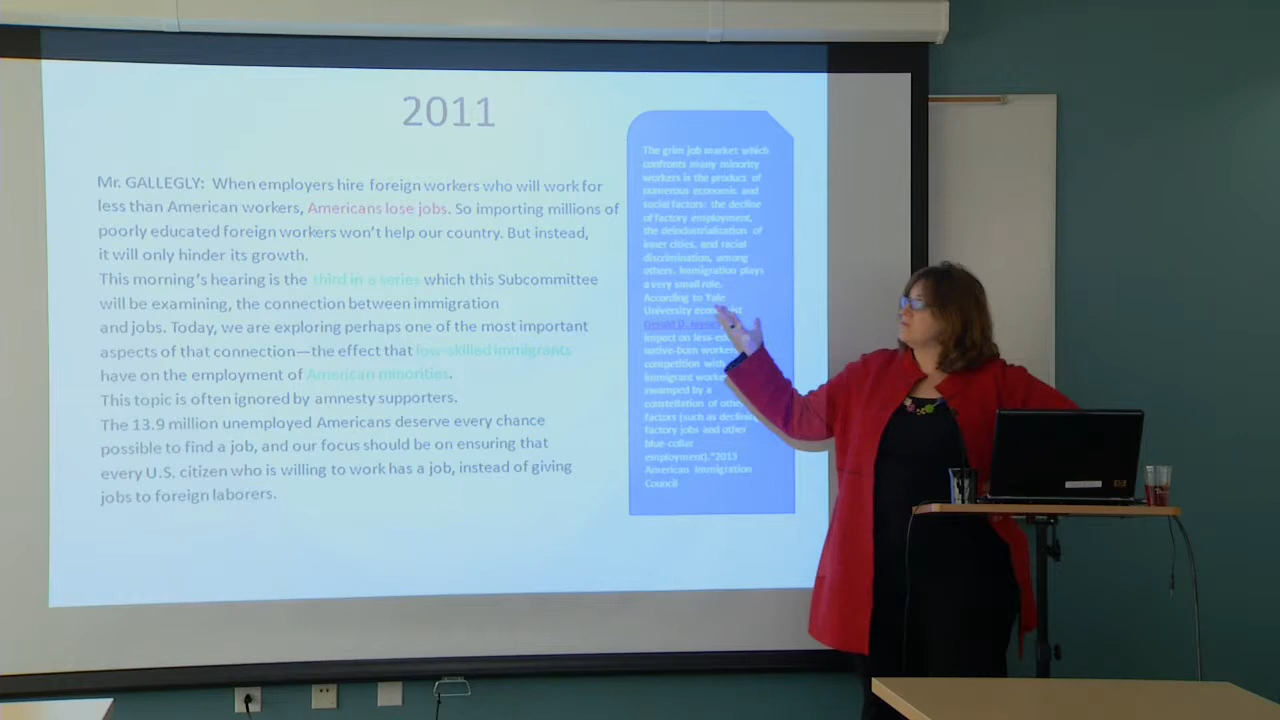 2011
Mr. GALLEGLY: When employers hire foreign workers who will work for
less than American workers, Americans lose jobs. So importing millions of
poorly educated foreign workers won't help our country. But instead,
it will only hinder its growth.
This morning's hearing is the third in a series which this Subcommittee
will be examining, the connection between immigration
and jobs. Today, we are exploring perhaps one of the most important
aspects of that connection—the effect that low-skilled immigrants
have on the employment of American minorities.
This topic is often ignored by amnesty supporters.
The 13.9 million unemployed Americans deserve every chance
possible to find a job, and our focus should be on ensuring that
every U.S. citizen who is willing to work has a job, instead of giving
jobs to foreign laborers.
The grim job market which
confronts many minority
workers is the product of
numerous economic and
social factors: the decline
of factory employment,
the deindustrialization of
inner cities, and racial
discrimination, among
others. Immigration plays
a very small role.
According to Yale
University economist
Gerald D.
impact on
native-born workers
competition with
immigrant
swamped by a
constellation of
factors (such as
factory jobs and other
blue-collar
employment)."2013
American Immigration
Council
hp